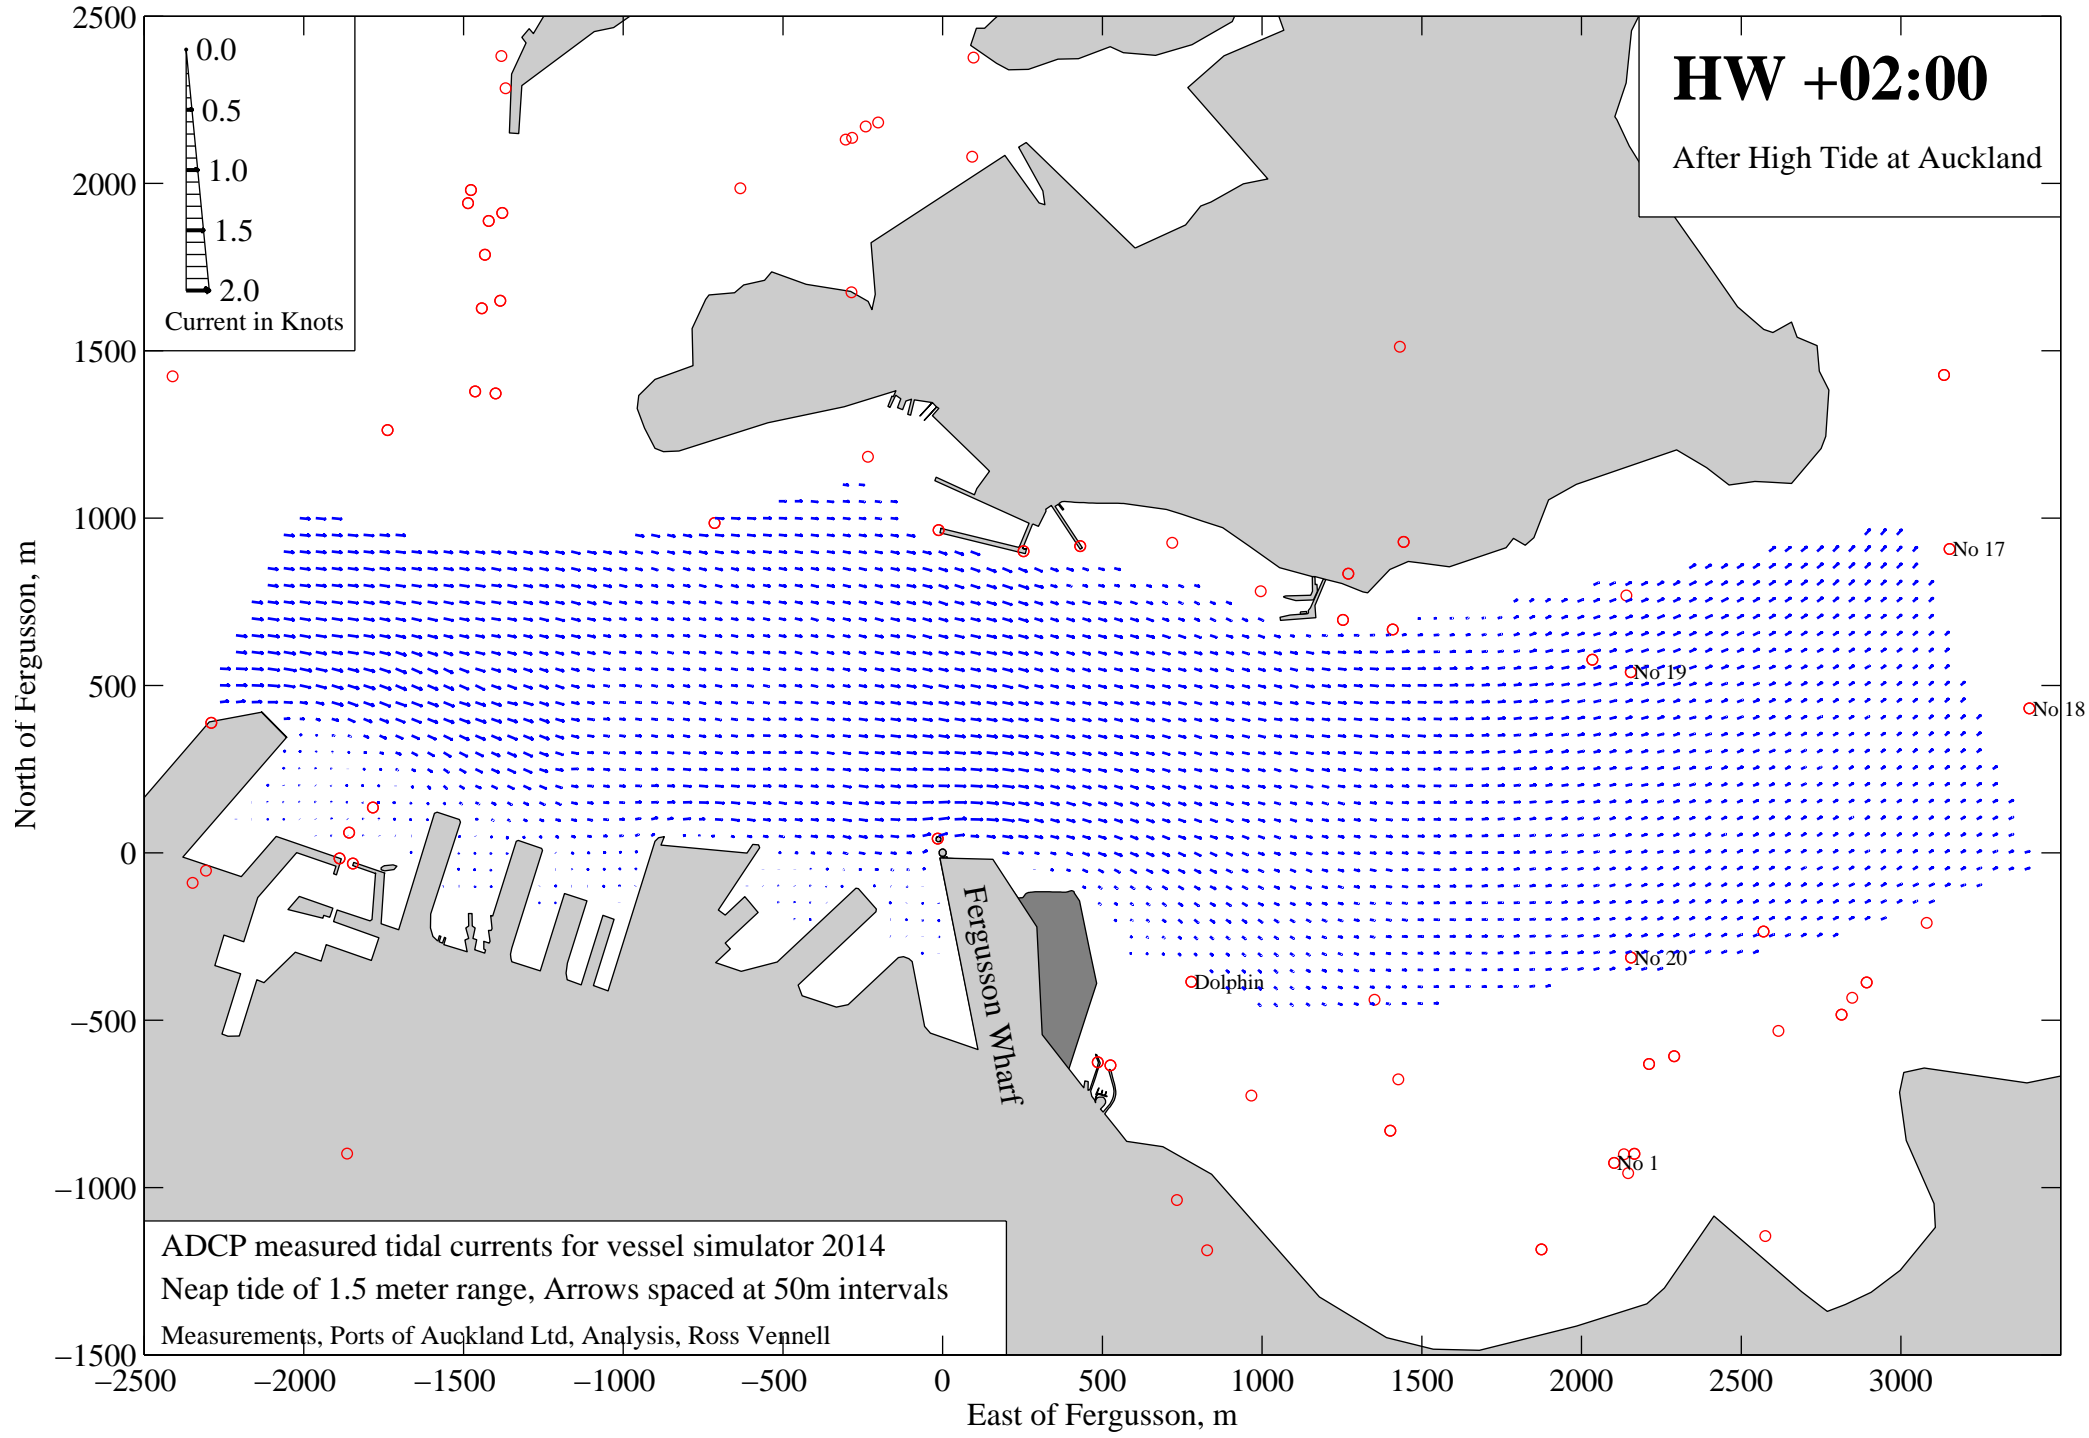 2500
2000
1500
1000
500
0
−500
−1000
−1500
North of Fergusson, m
0.0
0.5
1.0
1.5
2.0
Current in Knots
HW +02:00
After High Tide at Auckland
No 17
No 19
No 18
No 20
Dolphin
No 1
Fergusson Wharf
ADCP measured tidal currents for vessel simulator 2014
Neap tide of 1.5 meter range, Arrows spaced at 50m intervals
Measurements, Ports of Auckland Ltd, Analysis, Ross Vennell
−2500 −2000 −1500 −1000 −500 0 500 1000 1500 2000 2500 3000
East of Fergusson, m